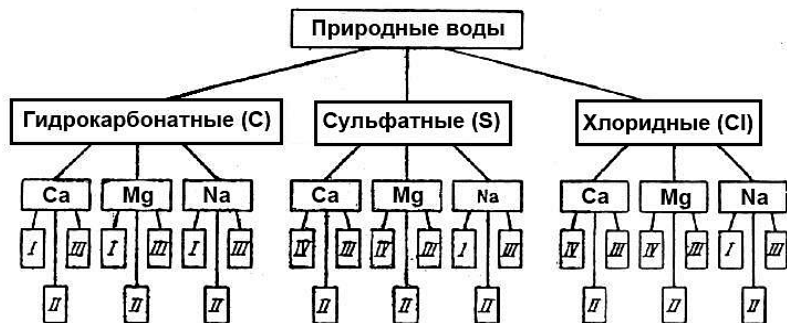 Природные воды
Гидрокарбонатные (C) Сульфатные (S) Хлоридные (Cl)
Ca Mg Na Ca Mg Na Ca Mg Na
I III I III I III IV III IV III I III IV III IV III I III
II II II II II II II II II